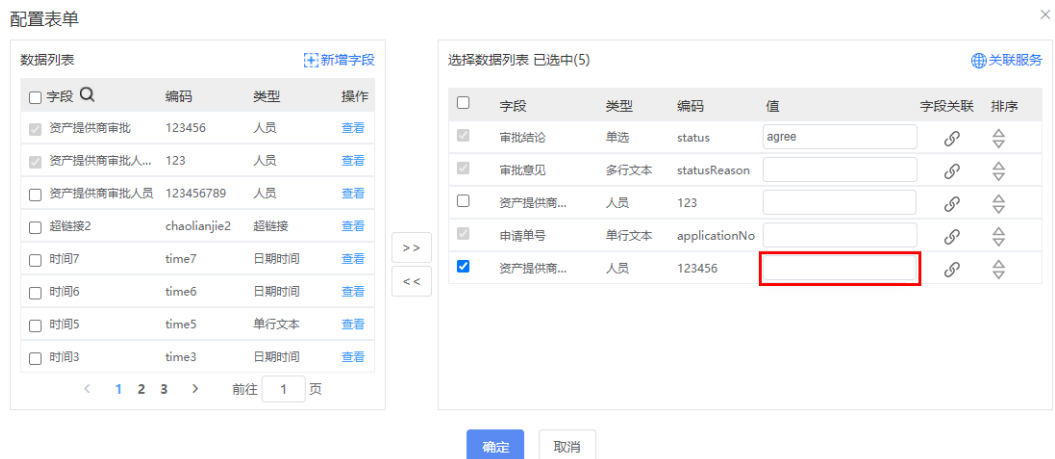 配置表单
数据列表 新增字段
字段 编码 类型 操作
资产提供商审批 123456 人员 查看
资产提供商审批人... 123 人员 查看
资产提供商审批人员 123456789 人员 查看
超链接2 chaolianjie2 超链接 查看
时间7 time7 日期时间 查看
时间6 time6 日期时间 查看
时间5 time5 单行文本 查看
时间3 time3 日期时间 查看
< 1 2 3 > 前往 1 页
>>
<<
选择数据列表 已选中(5) 关联服务
字段 类型 编码 值 字段关联 排序
审批结论 单选 status agree
审批意见 多行文本 statusReason
资产提供商... 人员 123
申请单号 单行文本 applicationNo
资产提供商... 人员 123456
确定 取消